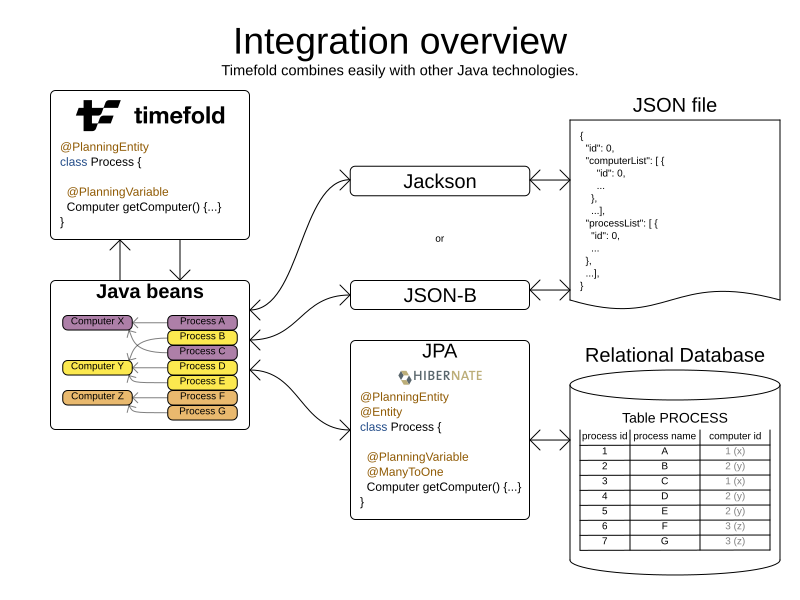 Integration overview
Timefold combines easily with other Java technologies.
timefold
@PlanningEntity
class Process {
@PlanningVariable
Computer getComputer() {...}
}
Java beans
Computer X
Process A
Process B
Process C
Computer Y
Process D
Process E
Computer Z
Process F
Process G
Jackson
or
JSON-B
JPA
HIBERNATE
@PlanningEntity
@Entity
class Process {
@PlanningVariable
@ManyToOne
Computer getComputer() {...}
}
JSON file
{
"id": 0,
"computerList": [ {
"id": 0,
...
},
...],
"processList": [ {
"id": 0,
...
},
...],
}
Relational Database
Table PROCESS
process id process name computer id
1 A 1 (x)
2 B 2 (y)
3 C 1 (x)
4 D 2 (y)
5 E 2 (y)
6 F 3 (z)
7 G 3 (z)